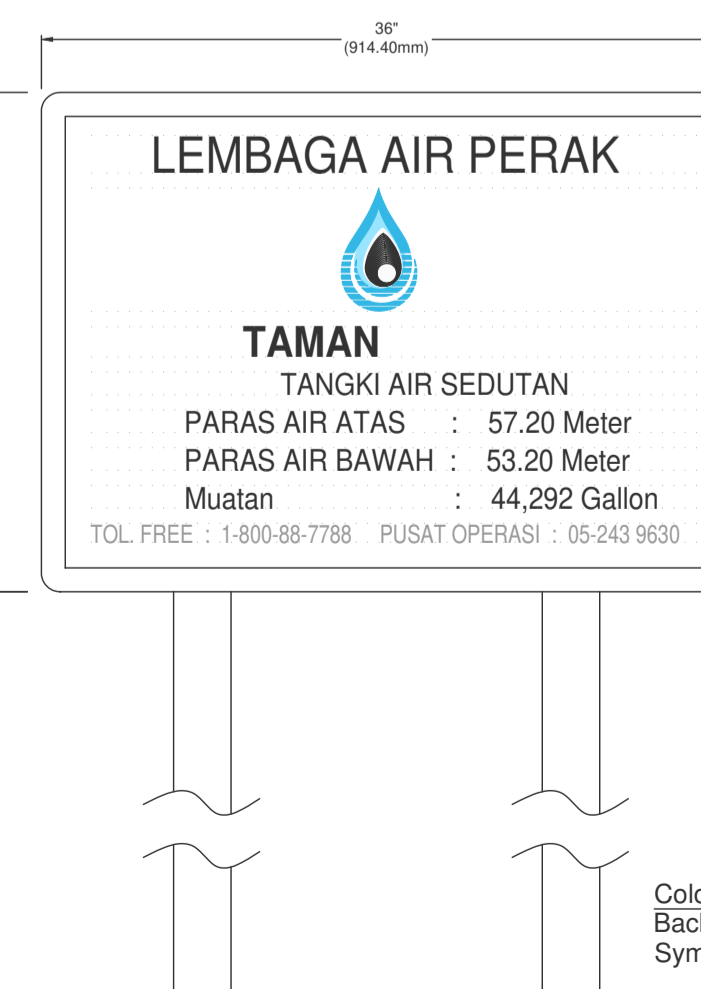 36"
(914.40mm)
LEMBAGA AIR PERAK
TAMAN
TANGKI AIR SEDUTAN
PARAS AIR ATAS : 57.20 Meter
PARAS AIR BAWAH : 53.20 Meter
Muatan : 44,292 Gallon
TOL. FREE : 1-800-88-7788 PUSAT OPERASI : 05-243 9630